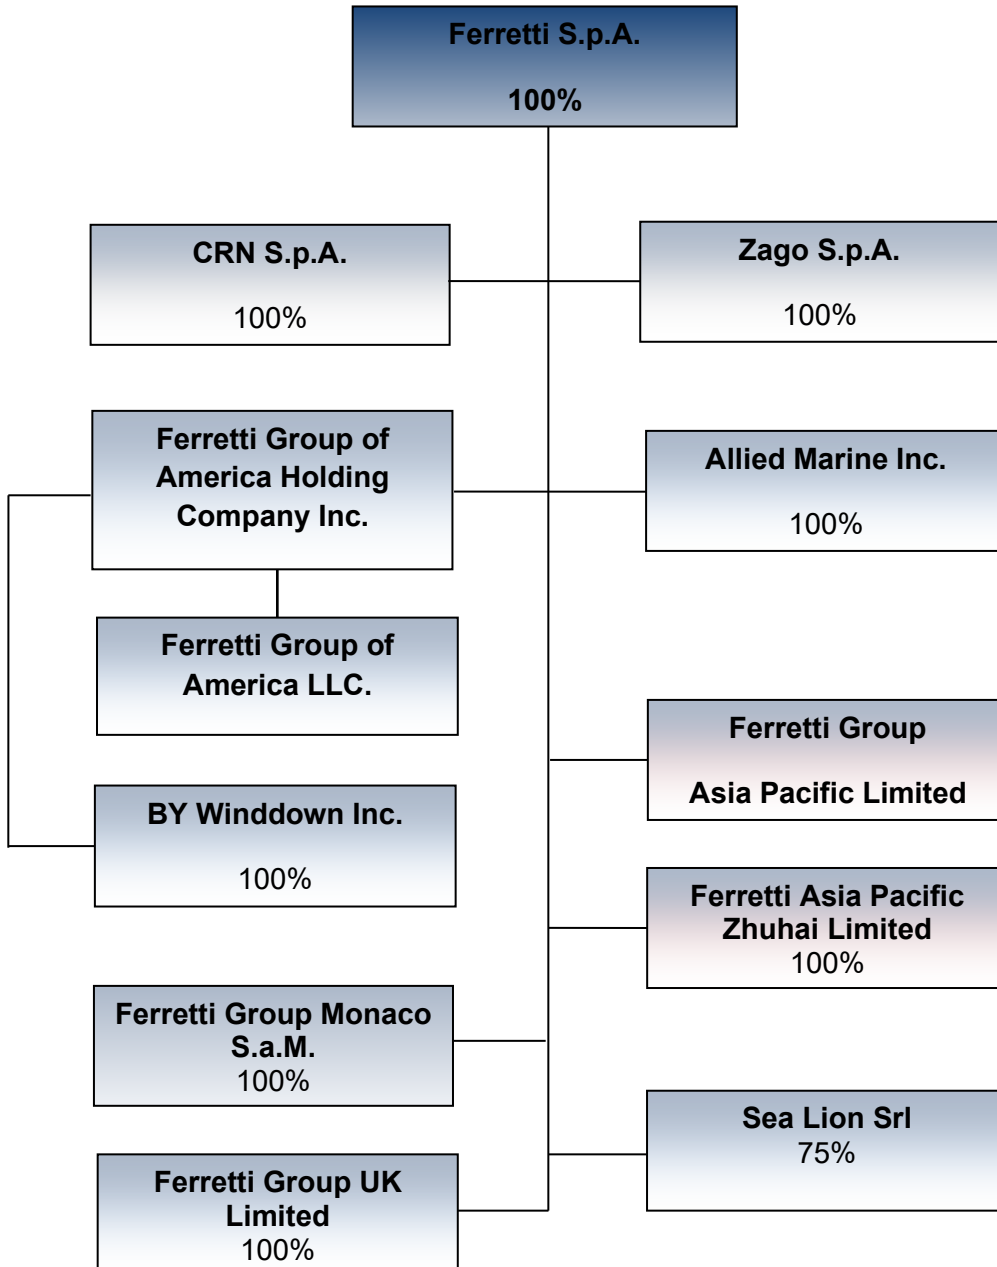 Ferretti S.p.A.
100%
CRN S.p.A.
100%
Zago S.p.A.
100%
Ferretti Group of
America Holding
Company Inc.
Allied Marine Inc.
100%
Ferretti Group of
America LLC.
Ferretti Group
Asia Pacific Limited
BY Winddown Inc.
100%
Ferretti Asia Pacific
Zhuhai Limited
100%
Ferretti Group Monaco
S.a.M.
100%
Sea Lion Srl
75%
Ferretti Group UK
Limited
100%